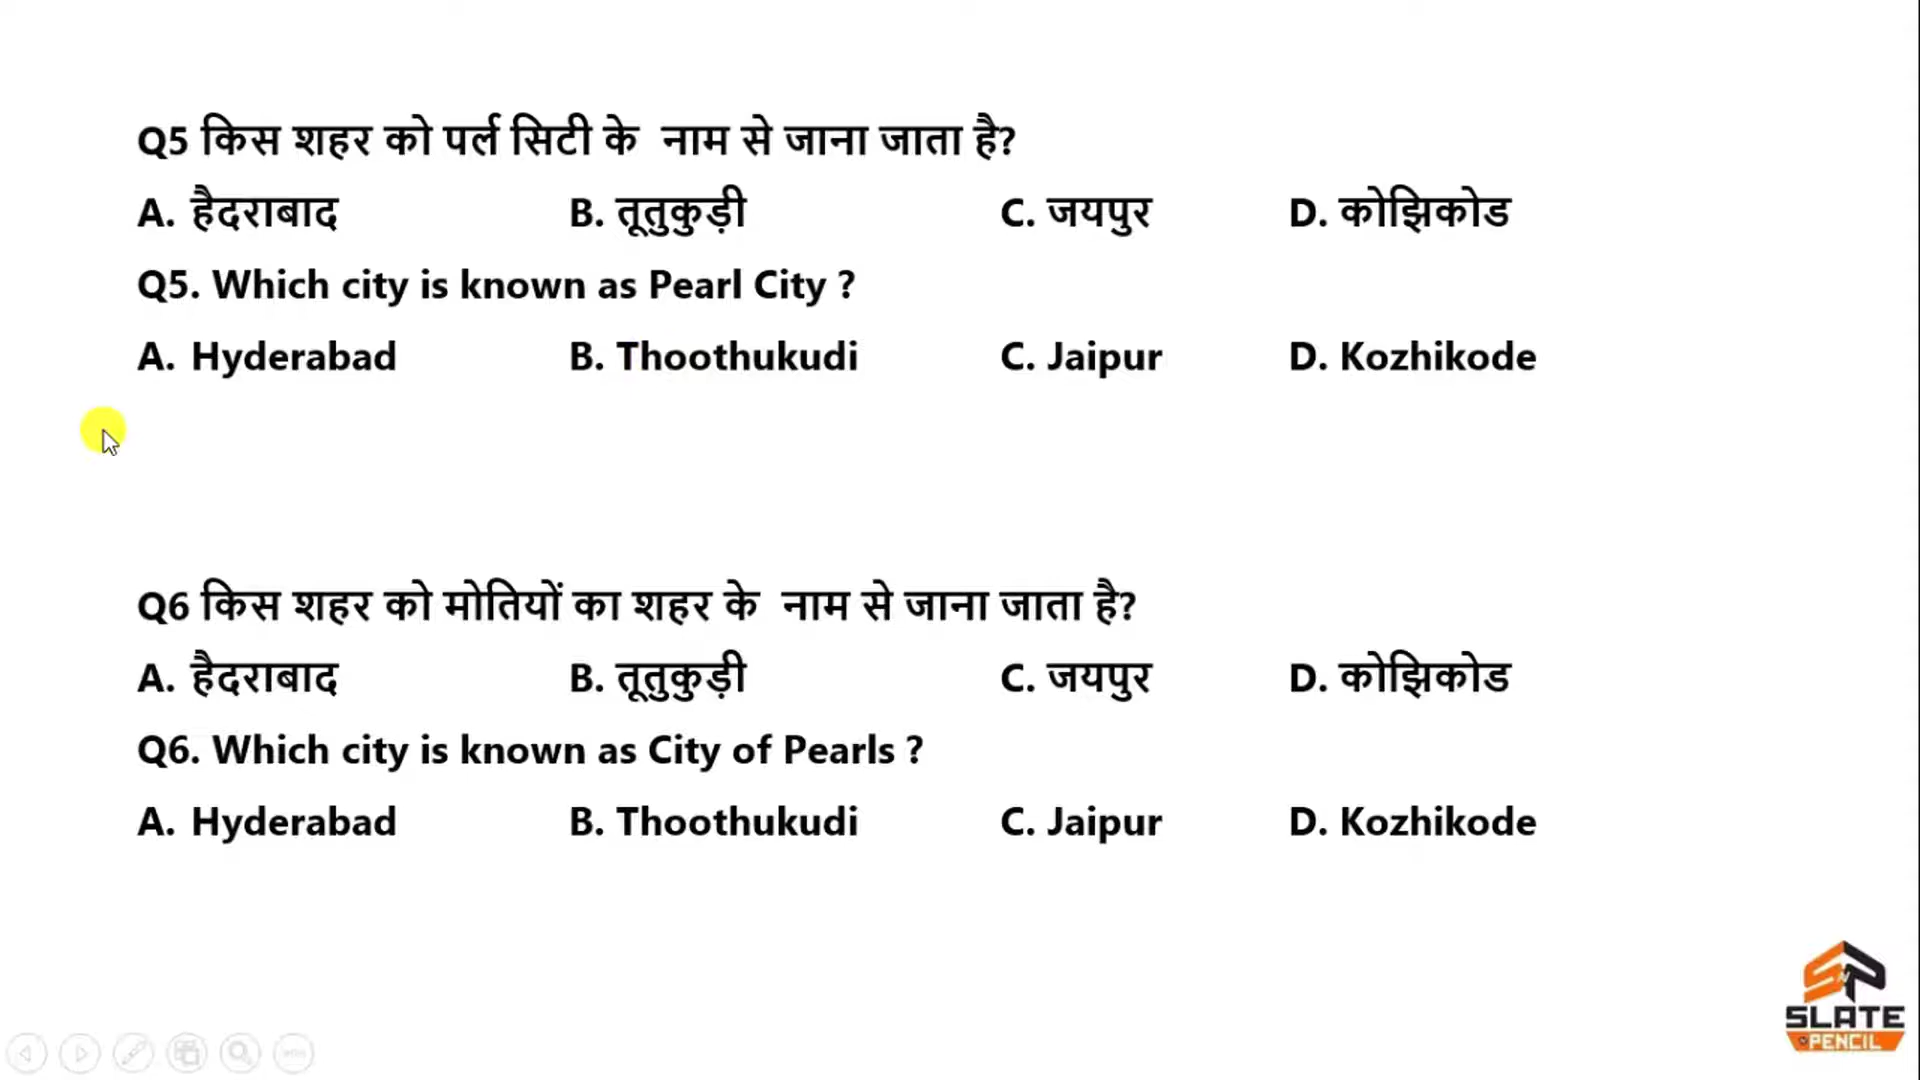 Q5 किस शहर को पर्ल सिटी के नाम से जाना जाता है?
A. हैदराबाद B. तूतुकुड़ी C. जयपुर D. कोझिकोड
Q5. Which city is known as Pearl City ?
A. Hyderabad B. Thoothukudi C. Jaipur D. Kozhikode
Q6 किस शहर को मोतियों का शहर के नाम से जाना जाता है?
A. हैदराबाद B. तूतुकुड़ी C. जयपुर D. कोझिकोड
Q6. Which city is known as City of Pearls ?
A. Hyderabad B. Thoothukudi C. Jaipur D. Kozhikode
SLATE
PENCIL